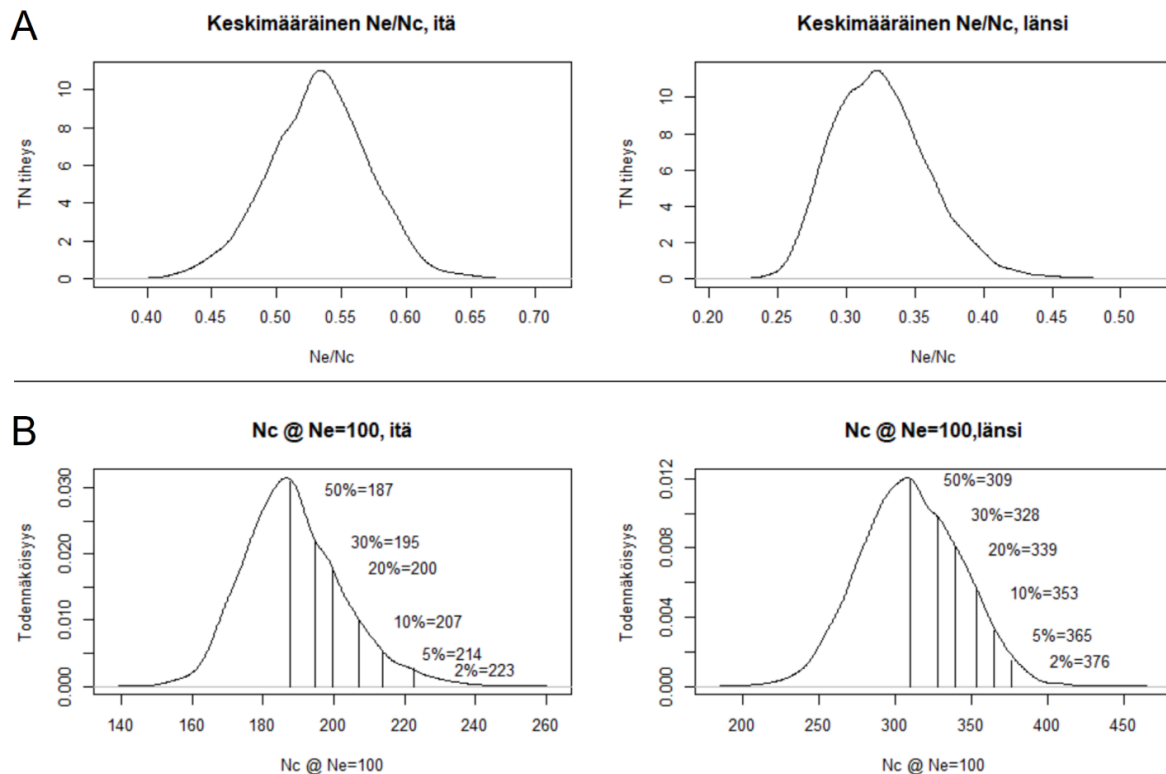 A
Keskimääräinen Ne/Nc, itä
TN tiheys
0 2 4 6 8 10
0.40 0.45 0.50 0.55 0.60 0.65 0.70
Ne/Nc
Keskimääräinen Ne/Nc, länsi
TN tiheys
0 2 4 6 8 10
0.20 0.25 0.30 0.35 0.40 0.45 0.50
Ne/Nc
B
Nc @ Ne=100, itä
Todennäköisyys
0.000 0.010 0.020 0.030
50%=187
30%=195
20%=200
10%=207
5%=214
2%=223
140 160 180 200 220 240 260
Nc @ Ne=100
Nc @ Ne=100,länsi
Todennäköisyys
0.000 0.004 0.008 0.012
50%=309
30%=328
20%=339
10%=353
5%=365
2%=376
200 250 300 350 400 450
Nc @ Ne=100